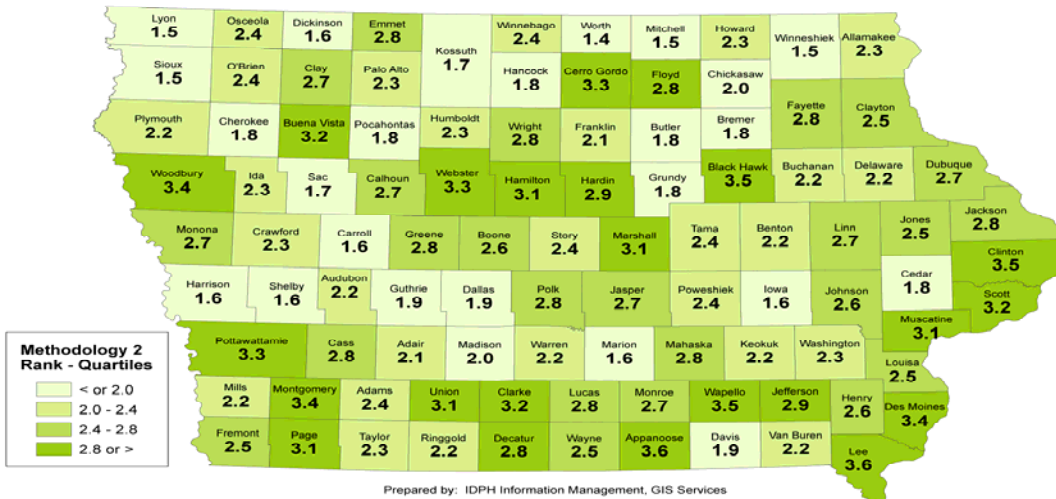 Lyon 1.5
Osceola 2.4
Dickinson 1.6
Emmet 2.8
Kossuth 1.7
Winnebago 2.4
Worth 1.4
Mitchell 1.5
Howard 2.3
Winneshiek 1.5
Allamakee 2.3
Sioux 1.5
O'Brien 2.4
Clay 2.7
Palo Alto 2.3
Hancock 1.8
Cerro Gordo 3.3
Floyd 2.8
Chickasaw 2.0
Plymouth 2.2
Cherokee 1.8
Buena Vista 3.2
Pocahontas 1.8
Humboldt 2.3
Wright 2.8
Franklin 2.1
Butler 1.8
Bremer 1.8
Fayette 2.8
Clayton 2.5
Woodbury 3.4
Ida 2.3
Sac 1.7
Calhoun 2.7
Webster 3.3
Hamilton 3.1
Hardin 2.9
Grundy 1.8
Black Hawk 3.5
Buchanan 2.2
Delaware 2.2
Dubuque 2.7
Monona 2.7
Crawford 2.3
Carroll 1.6
Greene 2.8
Boone 2.6
Story 2.4
Marshall 3.1
Tama 2.4
Benton 2.2
Linn 2.7
Jones 2.5
Jackson 2.8
Clinton 3.5
Harrison 1.6
Shelby 1.6
Audubon 2.2
Guthrie 1.9
Dallas 1.9
Polk 2.8
Jasper 2.7
Poweshiek 2.4
Iowa 1.6
Johnson 2.6
Cedar 1.8
Scott 3.2
Muscatine 3.1
Pottawattamie 3.3
Cass 2.8
Adair 2.1
Madison 2.0
Warren 2.2
Marion 1.6
Mahaska 2.8
Keokuk 2.2
Washington 2.3
Louisa 2.5
Mills 2.2
Montgomery 3.4
Adams 2.4
Union 3.1
Clarke 3.2
Lucas 2.8
Monroe 2.7
Wapello 3.5
Jefferson 2.9
Henry 2.6
Des Moines 3.4
Fremont 2.5
Page 3.1
Taylor 2.3
Ringgold 2.2
Decatur 2.8
Wayne 2.5
Appanoose 3.6
Davis 1.9
Van Buren 2.2
Lee 3.6
Methodology 2
Rank - Quartiles
< or 2.0
2.0 - 2.4
2.4 - 2.8
2.8 or >
Prepared by: IDPH Information Management, GIS Services